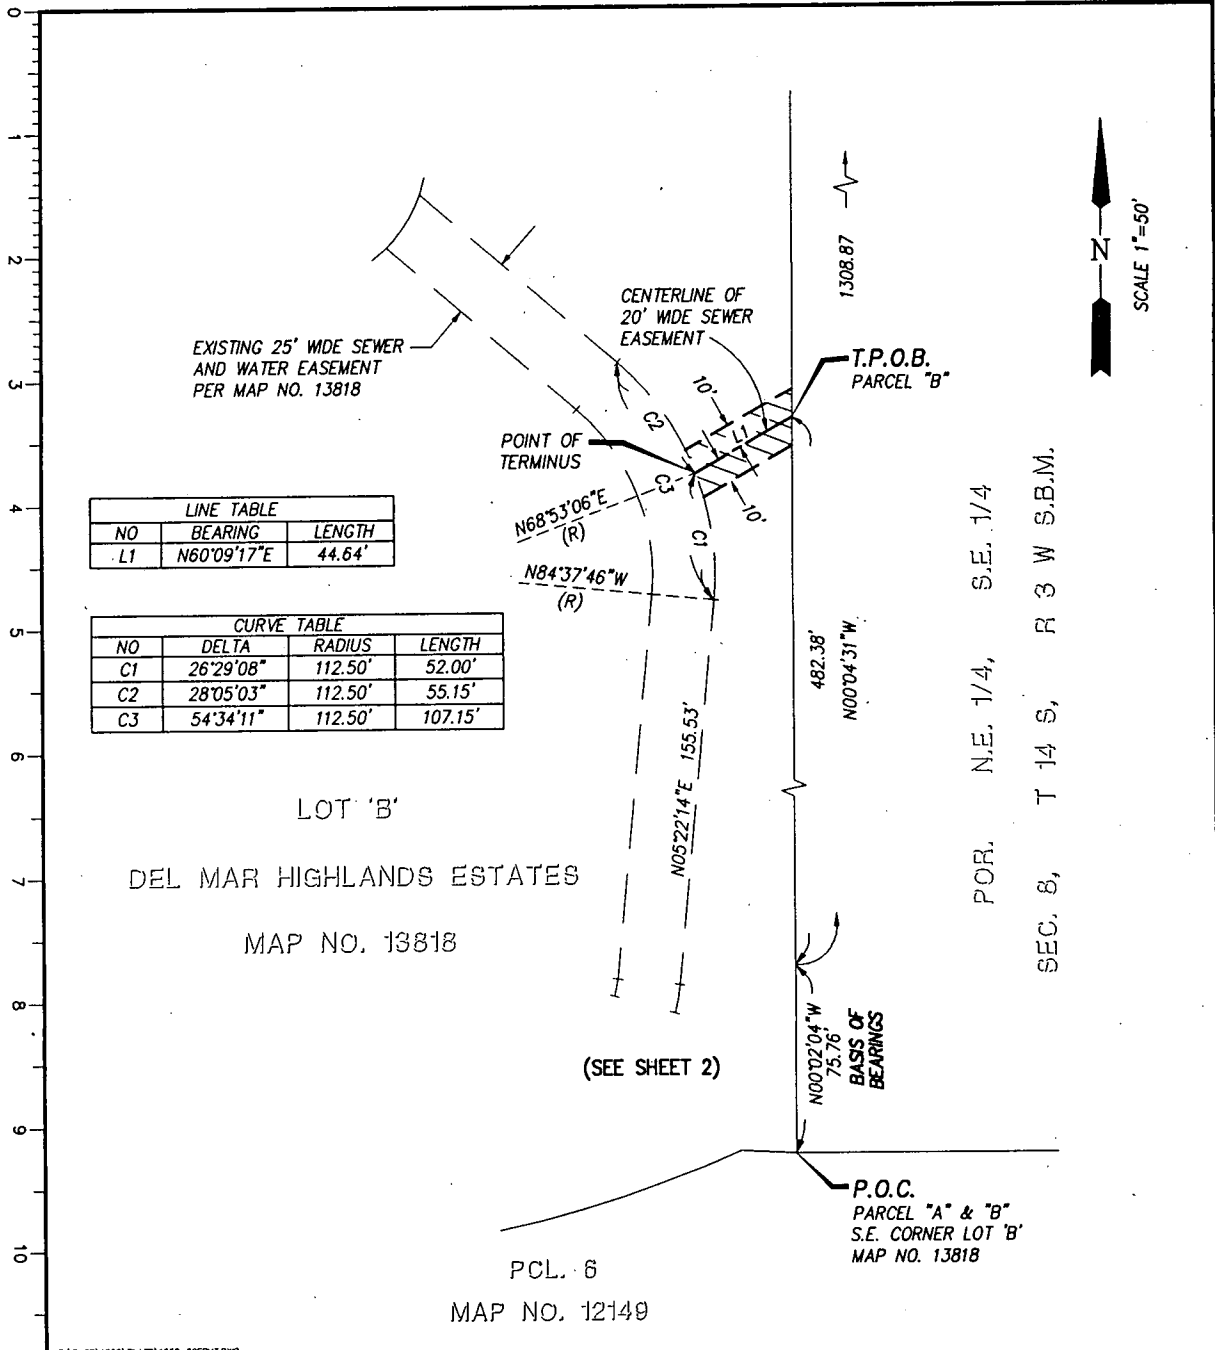 0
1
2
3
4
5
6
7
8
9
10
1308.87
N
SCALE 1"=50'
CENTERLINE OF
20' WIDE SEWER
EASEMENT
EXISTING 25' WIDE SEWER
AND WATER EASEMENT
PER MAP NO. 13818
T.P.O.B.
PARCEL "B"
10'
L1
10'
C2
POINT OF
TERMINUS
C3
C1
N68°53'06"E
(R)
N84°37'46"W
(R)
LINE TABLE
NO BEARING LENGTH
L1 N60°09'17"E 44.64'
CURVE TABLE
NO DELTA RADIUS LENGTH
C1 26°29'08" 112.50' 52.00'
C2 28°05'03" 112.50' 55.15'
C3 54°34'11" 112.50' 107.15'
482.38'
N00°04'31"W
POR. N.E. 1/4, S.E. 1/4
SEC. 8, T 14 S, R 3 W S.B.M.
N05°22'14"E 155.53'
LOT 'B'
DEL MAR HIGHLANDS ESTATES
MAP NO. 13818
(SEE SHEET 2)
N00°02'04"W
75.76'
BASIS OF
BEARINGS
P.O.C.
PARCEL "A" & "B"
S.E. CORNER LOT 'B'
MAP NO. 13818
PCL. 6
MAP NO. 12149